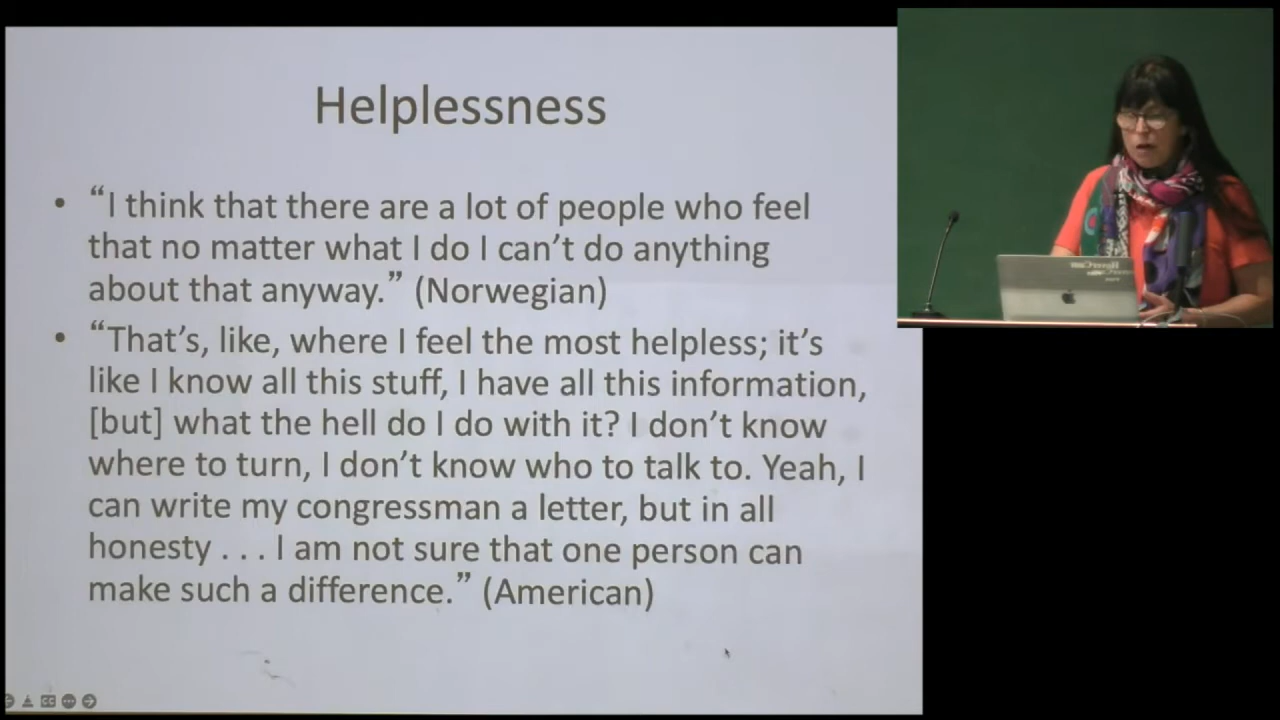 Helplessness
• “I think that there are a lot of people who feel
that no matter what I do I can’t do anything
about that anyway.” (Norwegian)
• “That’s, like, where I feel the most helpless; it’s
like I know all this stuff, I have all this information,
[but] what the hell do I do with it? I don’t know
where to turn, I don’t know who to talk to. Yeah, I
can write my congressman a letter, but in all
honesty . . . I am not sure that one person can
make such a difference.” (American)